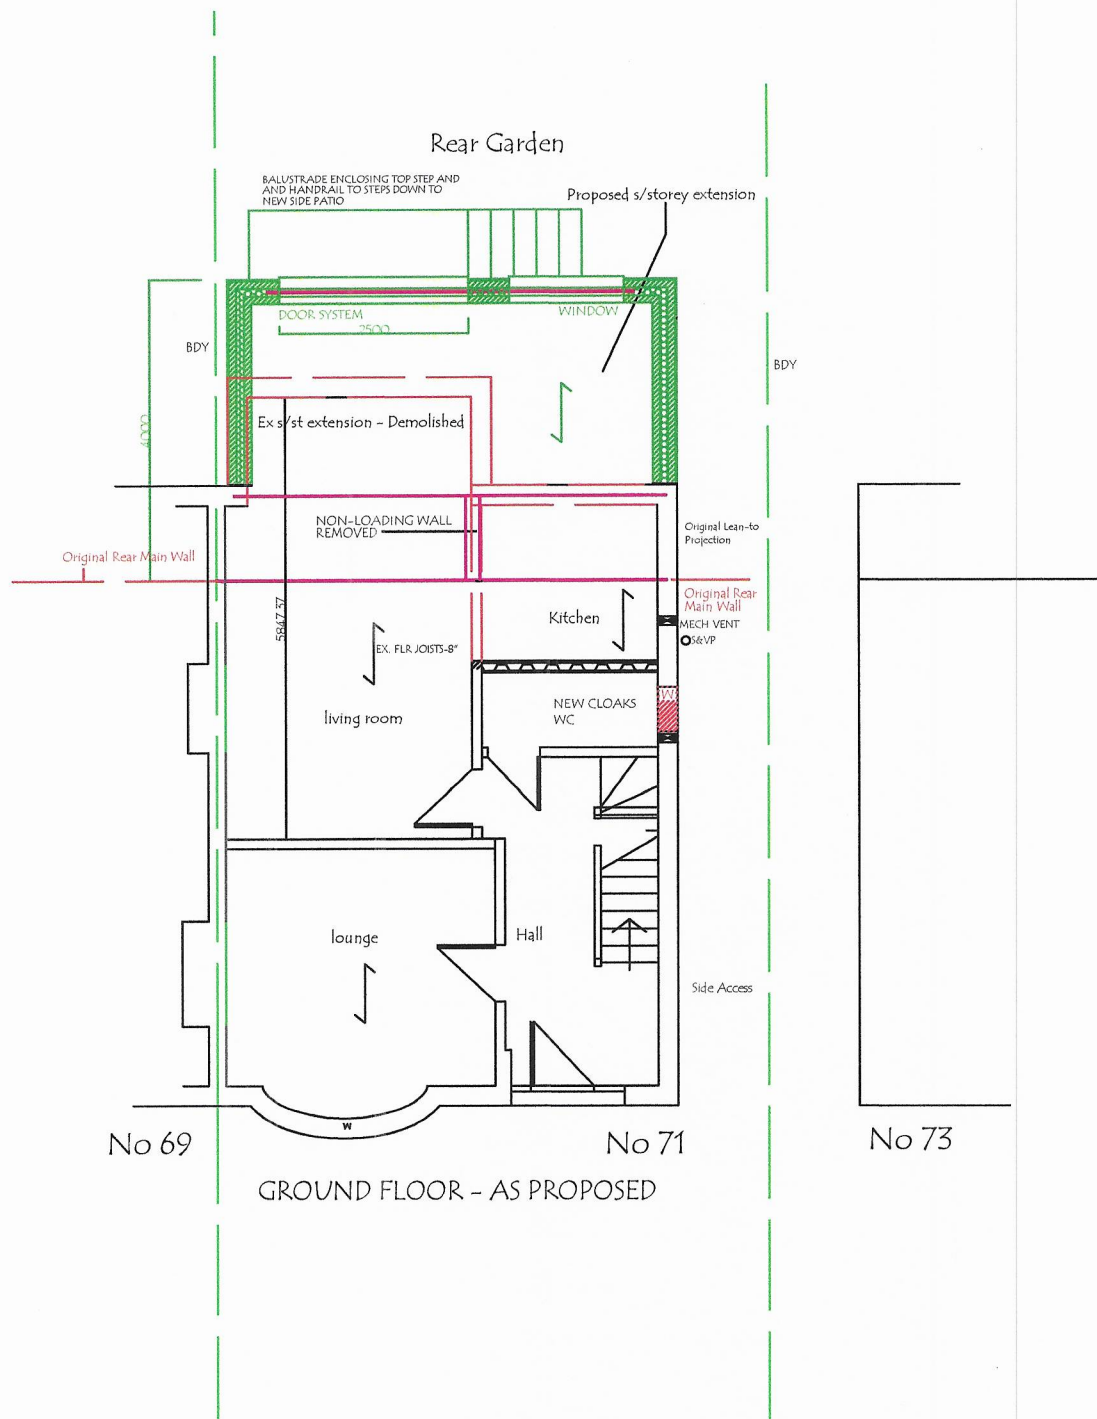 Rear Garden
BALUSTRADE ENCLOSING TOP STEP AND
AND HANDRAIL TO STEPS DOWN TO
NEW SIDE PATIO
Proposed s/storey extension
DOOR SYSTEM
2500
WINDOW
BDY
BDY
4000
Ex s/st extension - Demolished
NON-LOADING WALL
REMOVED
Original Lean-to
Projection
Original Rear Main Wall
Original Rear
Main Wall
Kitchen
MECH VENT
S&VP
5847.37
EX. FLR JOISTS-8"
W
NEW CLOAKS
WC
living room
lounge
Hall
Side Access
W
No 69
No 71
No 73
GROUND FLOOR - AS PROPOSED